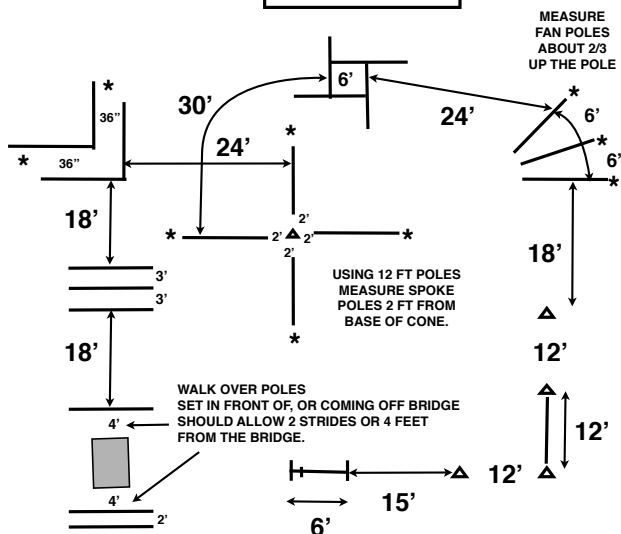 MEASURE
FAN POLES
ABOUT 2/3
UP THE POLE
*
36”
*
36”
30’
6’
24’
*
6’
*
6’
*
24’
*
18’
2’
*
2’
2’
*
2’
18’
3’
3’
USING 12 FT POLES
MEASURE SPOKE
POLES 2 FT FROM
BASE OF CONE.
*
12’
18’
WALK OVER POLES
SET IN FRONT OF, OR COMING OFF BRIDGE
SHOULD ALLOW 2 STRIDES OR 4 FEET
FROM THE BRIDGE.
4’
12’
4’
2’
15’
12’
6’